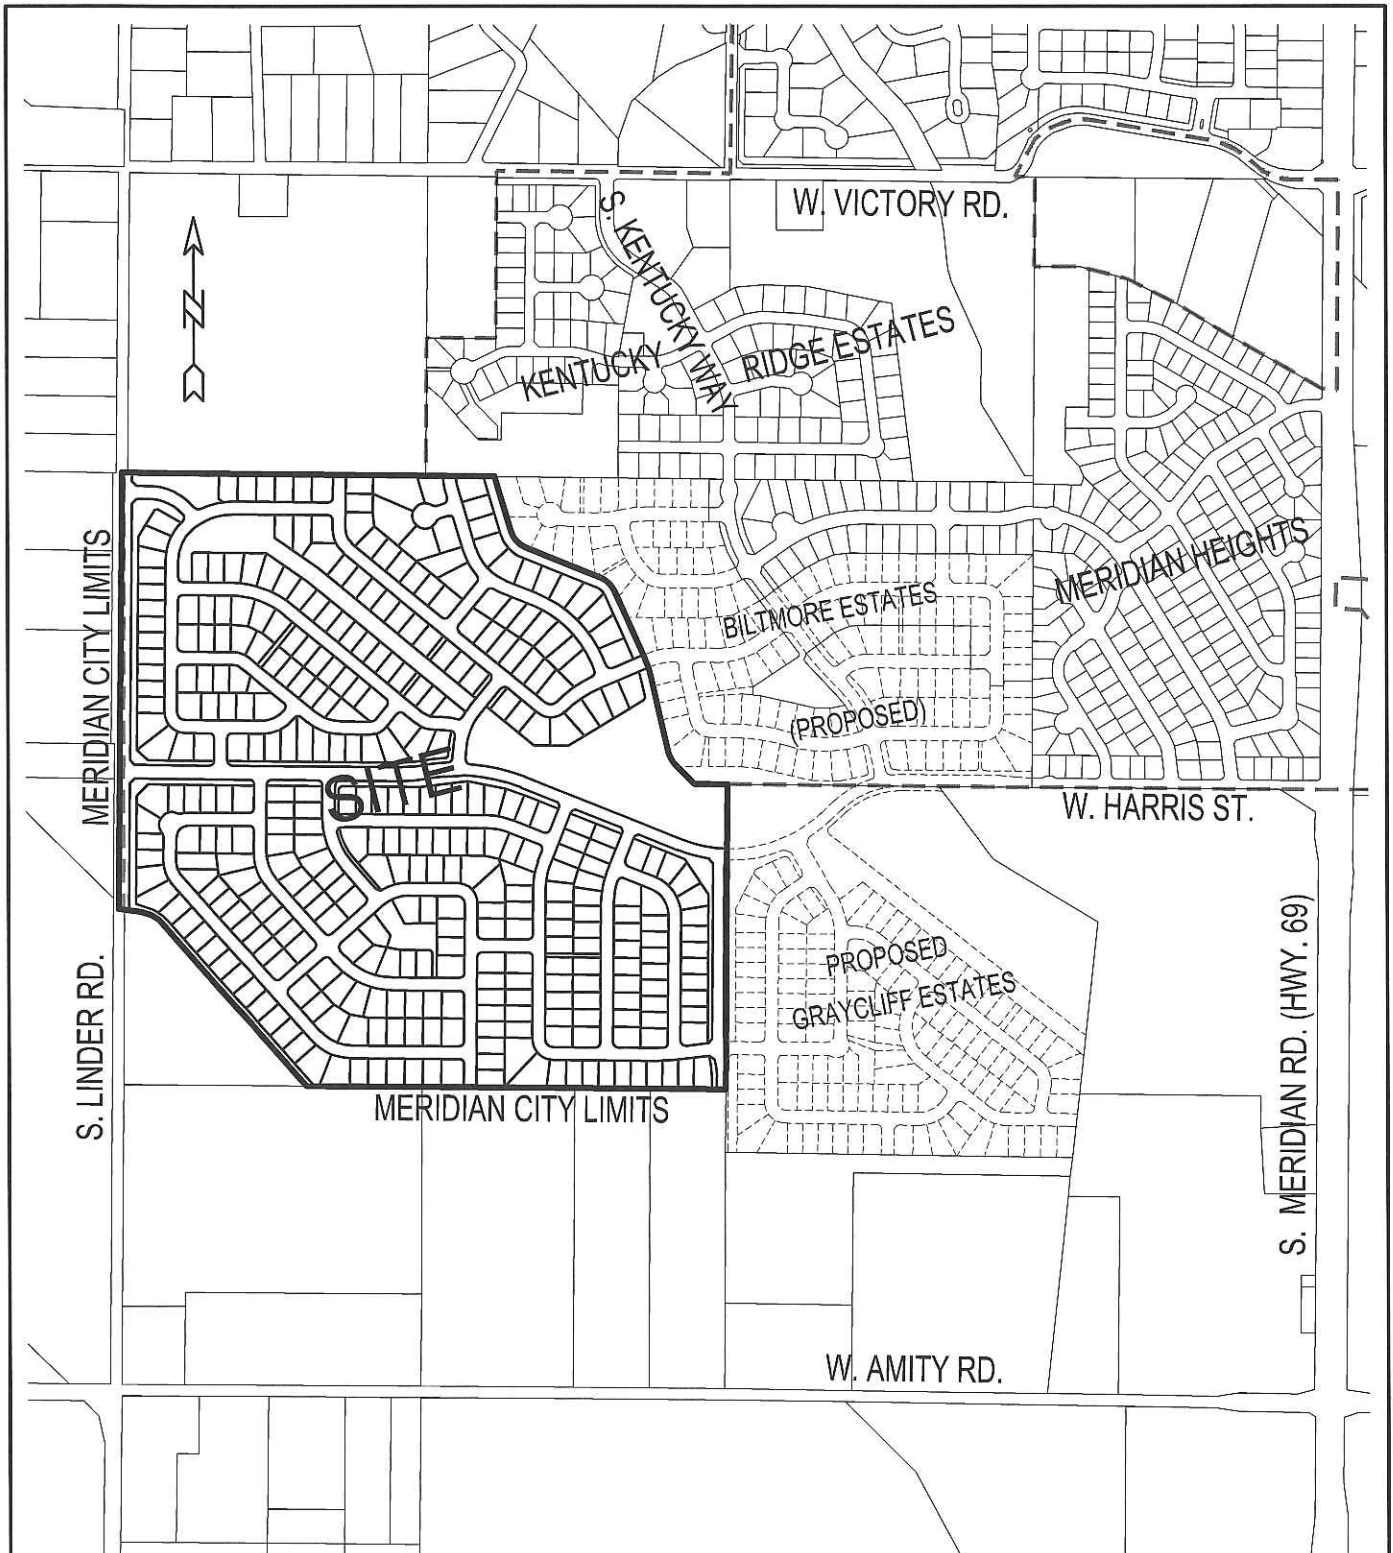 W. VICTORY RD.
N
S. KENTUCKY WAY
KENTUCKY RIDGE ESTATES
MERIDIAN HEIGHTS
MERIDIAN CITY LIMITS
BILTMORE ESTATES
(PROPOSED)
SITE
W. HARRIS ST.
PROPOSED
GRAYCLIFF ESTATES
S. LINDER RD.
S. MERIDIAN RD. (HWY. 69)
MERIDIAN CITY LIMITS
W. AMITY RD.